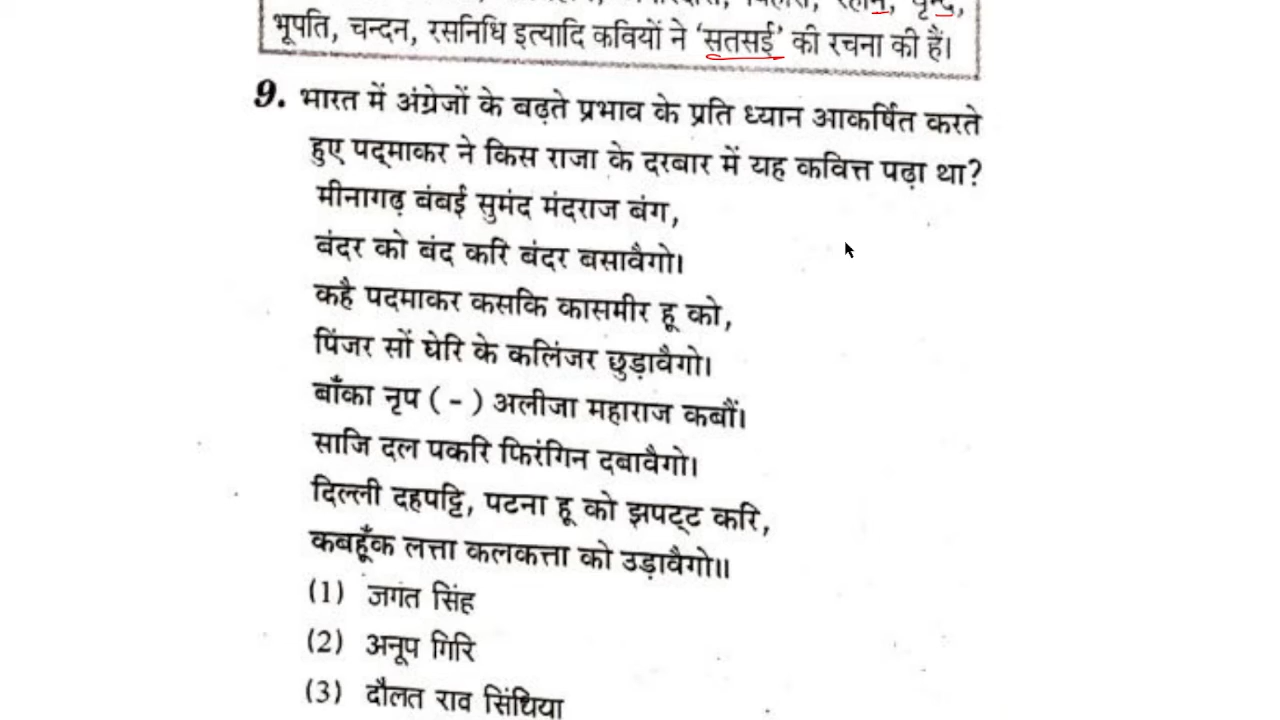 भूपति, चन्दन, रसनिधि इत्यादि कवियों ने ‘सतसई’ की रचना की है।
9. भारत में अंग्रेजों के बढ़ते प्रभाव के प्रति ध्यान आकर्षित करते
हुए पद्माकर ने किस राजा के दरबार में यह कवित्त पढ़ा था?
मीनागढ़ बंबई सुमंद मंदराज बंग,
बंदर को बंद करि बंदर बसावैगो।
कहै पदमाकर कसकि कासमीर हू को,
पिंजर सों घेरि के कलिंजर छुड़ावैगो।
बाँका नृप ( - ) अलीजा महाराज कबौं।
साजि दल पकरि फिरंगिन दबावैगो।
दिल्ली दहपट्टि, पटना हू को झपट्ट करि,
कबहूँक लत्ता कलकत्ता को उड़ावैगो॥
(1) जगत सिंह
(2) अनूप गिरि
(3) दौलत राव सिंधिया